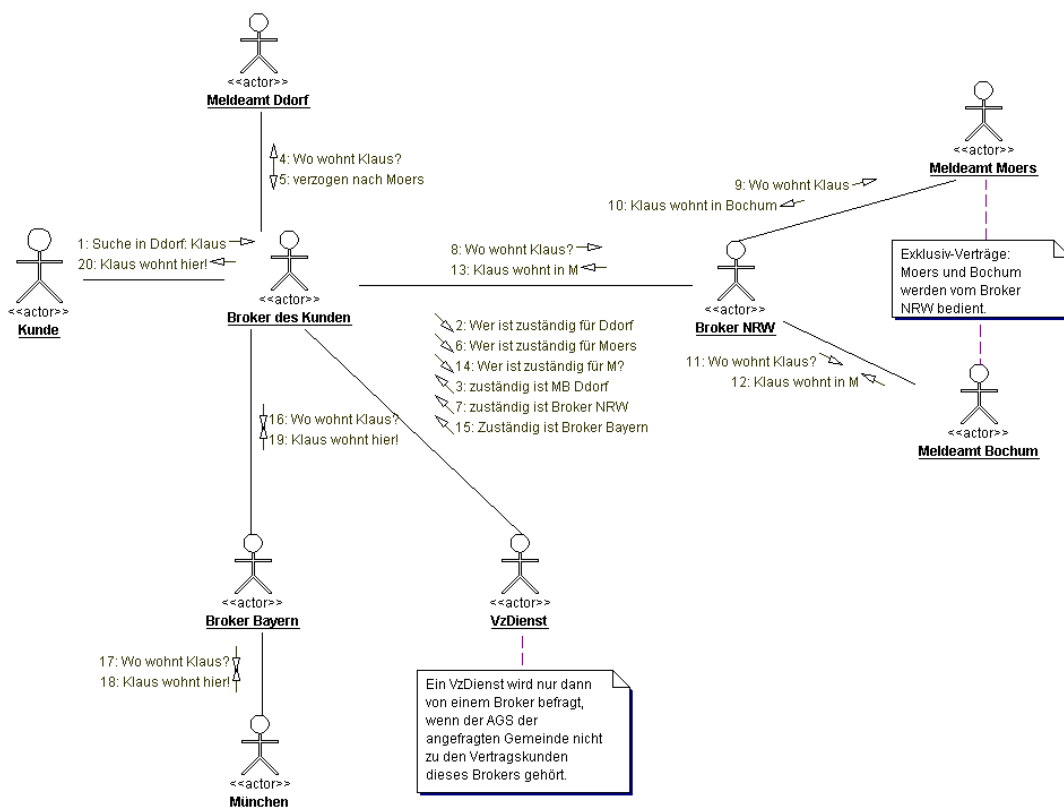 <<actor>>
Meldeamt Ddorf
4: Wo wohnt Klaus?
5: verzogen nach Moers
<<actor>>
Meldeamt Moers
9: Wo wohnt Klaus
10: Klaus wohnt in Bochum
1: Suche in Ddorf: Klaus
20: Klaus wohnt hier!
<<actor>>
Kunde
<<actor>>
Broker des Kunden
8: Wo wohnt Klaus?
13: Klaus wohnt in M
<<actor>>
Broker NRW
Exklusiv-Verträge:
Moers und Bochum
werden vom Broker
NRW bedient.
2: Wer ist zuständig für Ddorf
6: Wer ist zuständig für Moers
14: Wer ist zuständig für M?
3: zuständig ist MB Ddorf
7: zuständig ist Broker NRW
15: Zuständig ist Broker Bayern
11: Wo wohnt Klaus?
12: Klaus wohnt in M
<<actor>>
Meldeamt Bochum
16: Wo wohnt Klaus?
19: Klaus wohnt hier!
<<actor>>
Broker Bayern
<<actor>>
VzDienst
17: Wo wohnt Klaus?
18: Klaus wohnt hier!
<<actor>>
München
Ein VzDienst wird nur dann
von einem Broker befragt,
wenn der AGS der
angefragten Gemeinde nicht
zu den Vertragskunden
dieses Brokers gehört.